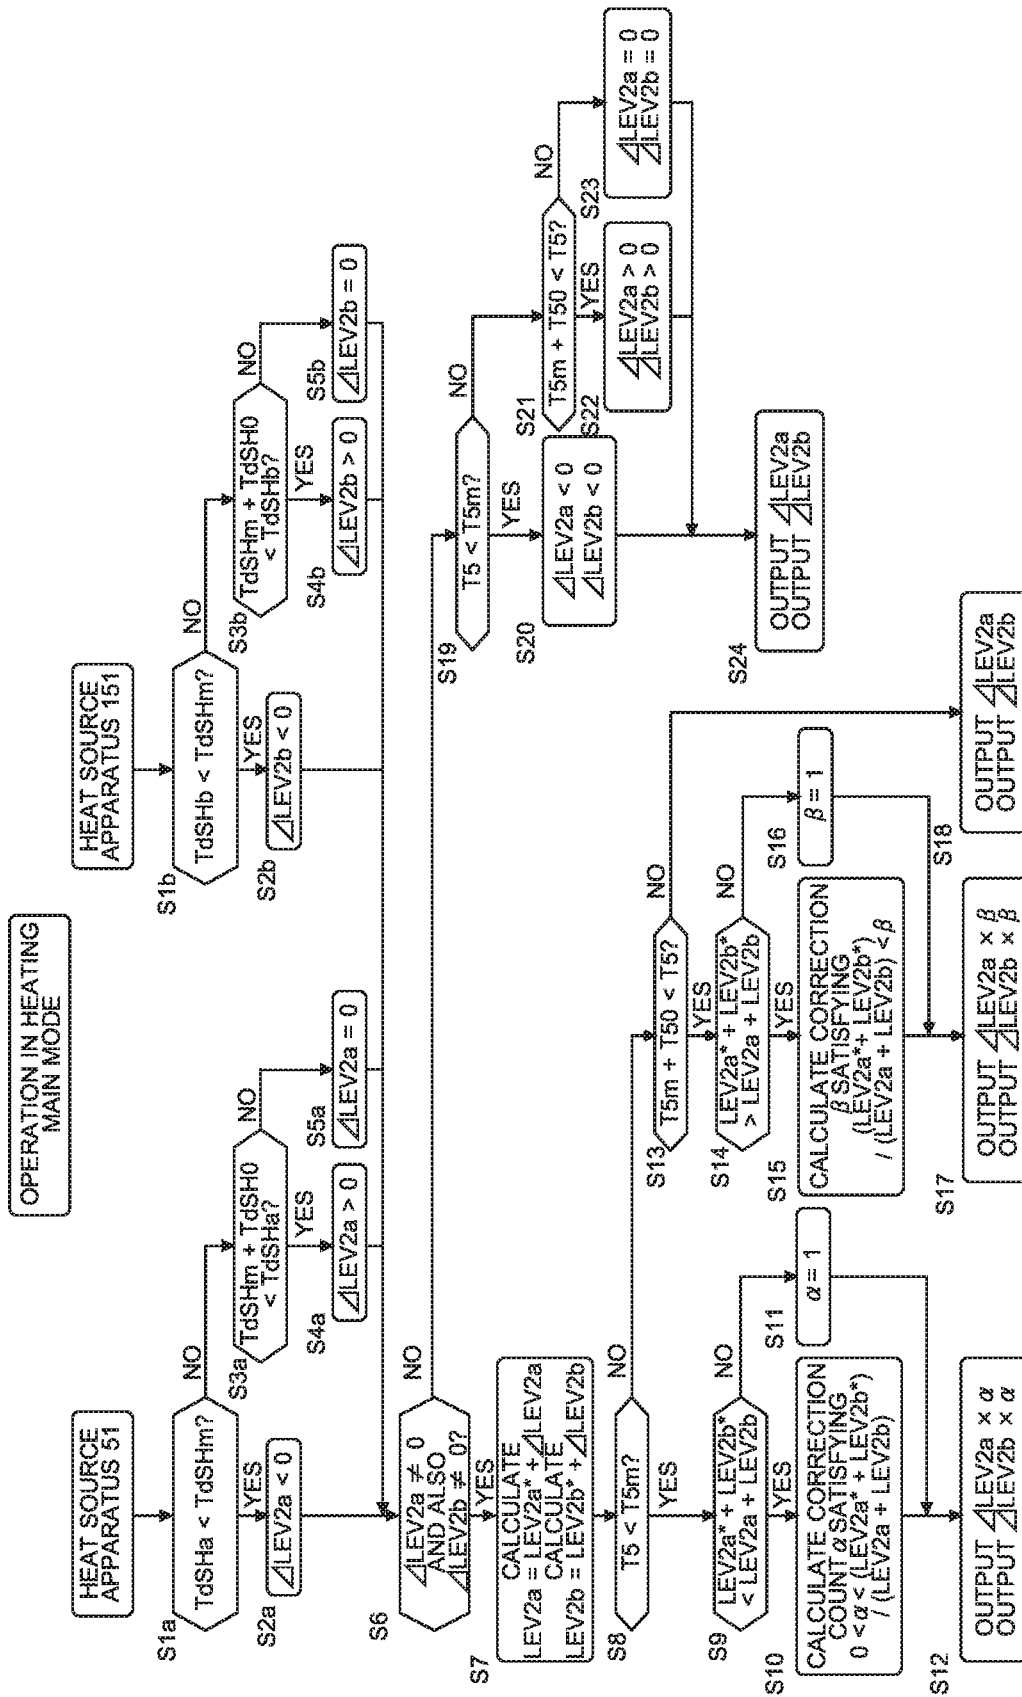 OPERATION IN HEATING
MAIN MODE
HEAT SOURCE
APPARATUS 51
S1a
TdSHa < TdSHm?
NO
YES
S2a
⊿LEV2a < 0
S3a
TdSHm + TdSH0
< TdSHa?
NO
YES
S4a
⊿LEV2a > 0
S5a
⊿LEV2a = 0
HEAT SOURCE
APPARATUS 151
S1b
TdSHb < TdSHm?
NO
YES
S2b
⊿LEV2b < 0
S3b
TdSHm + TdSH0
< TdSHb?
NO
YES
S4b
⊿LEV2b > 0
S5b
⊿LEV2b = 0
S6
⊿LEV2a ≠ 0
AND ALSO
⊿LEV2b ≠ 0?
NO
YES
S7
CALCULATE
LEV2a = LEV2a* + ⊿LEV2a
CALCULATE
LEV2b = LEV2b* + ⊿LEV2b
S8
T5 < T5m?
NO
YES
S9
LEV2a* + LEV2b*
< LEV2a + LEV2b
NO
YES
S10
CALCULATE CORRECTION
COUNT α SATISFYING
0 < α < (LEV2a* + LEV2b*)
/ (LEV2a + LEV2b)
S11
α = 1
S12
OUTPUT ⊿LEV2a × α
OUTPUT ⊿LEV2b × α
S13
T5m + T50 < T5?
NO
YES
S14
LEV2a* + LEV2b*
> LEV2a + LEV2b
NO
YES
S15
CALCULATE CORRECTION
β SATISFYING
(LEV2a*+ LEV2b*)
/ (LEV2a + LEV2b) < β
S16
β = 1
S17
OUTPUT ⊿LEV2a × β
OUTPUT ⊿LEV2b × β
S18
OUTPUT ⊿LEV2a
OUTPUT ⊿LEV2b
S19
T5 < T5m?
NO
YES
S20
⊿LEV2a < 0
⊿LEV2b < 0
S21
T5m + T50 < T5?
NO
YES
S22
⊿LEV2a > 0
⊿LEV2b > 0
S23
⊿LEV2a = 0
⊿LEV2b = 0
S24
OUTPUT ⊿LEV2a
OUTPUT ⊿LEV2b